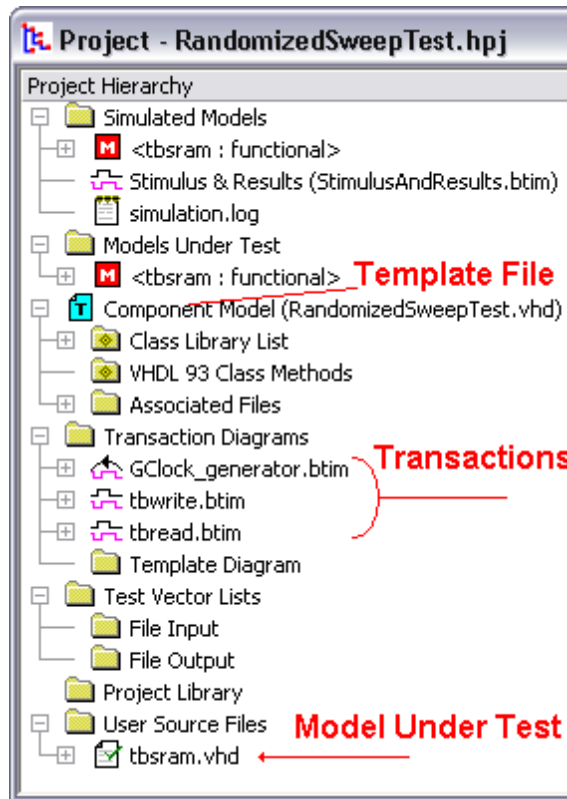 Project - RandomizedSweepTest.hpj
Project Hierarchy
Simulated Models
M <tbsram : functional>
Stimulus & Results (StimulusAndResults.btim)
simulation.log
Models Under Test
M <tbsram : functional> Template File
T Component Model (RandomizedSweepTest.vhd)
Class Library List
VHDL 93 Class Methods
Associated Files
Transaction Diagrams
GClock_generator.btim Transactions
tbwrite.btim
tbread.btim
Template Diagram
Test Vector Lists
File Input
File Output
Project Library
User Source Files Model Under Test
tbsram.vhd